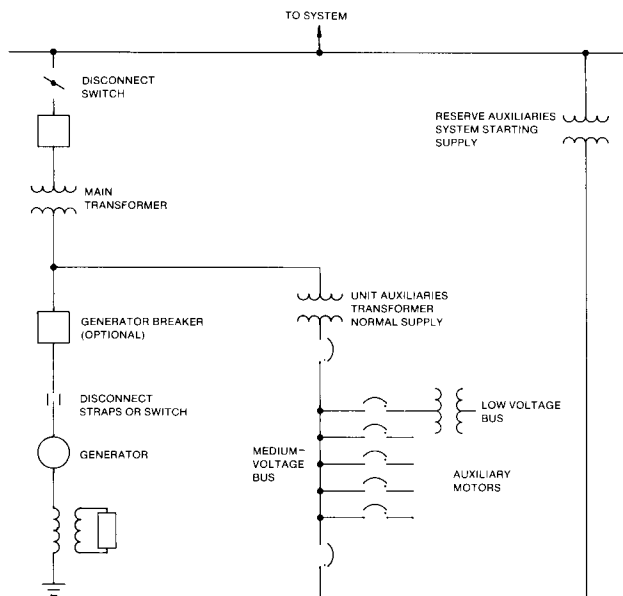 TO SYSTEM
DISCONNECT
SWITCH
RESERVE AUXILIARIES
SYSTEM STARTING
SUPPLY
MAIN
TRANSFORMER
UNIT AUXILIARIES
TRANSFORMER
NORMAL SUPPLY
GENERATOR BREAKER
(OPTIONAL)
DISCONNECT
STRAPS OR SWITCH
LOW VOLTAGE
BUS
GENERATOR
MEDIUM-
VOLTAGE
BUS
AUXILIARY
MOTORS